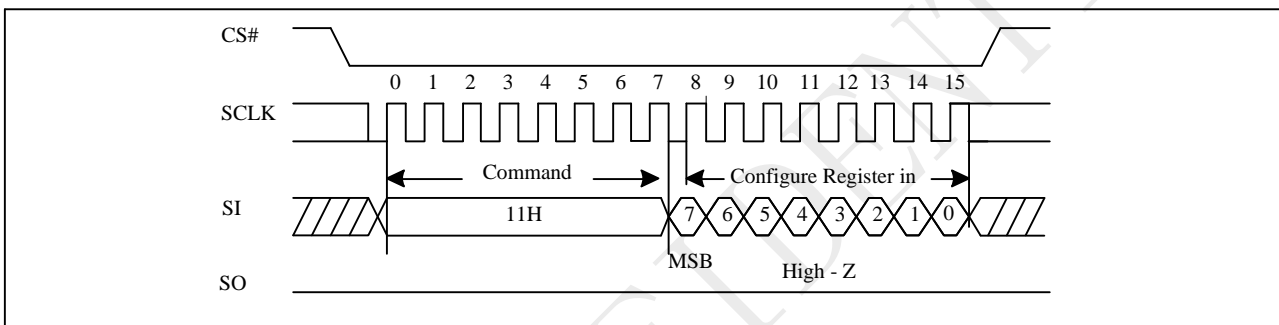 CS#
0 1 2 3 4 5 6 7 8 9 10 11 12 13 14 15
SCLK
Command Configure Register in
SI 11H 7 6 5 4 3 2 1 0
MSB High - Z
SO